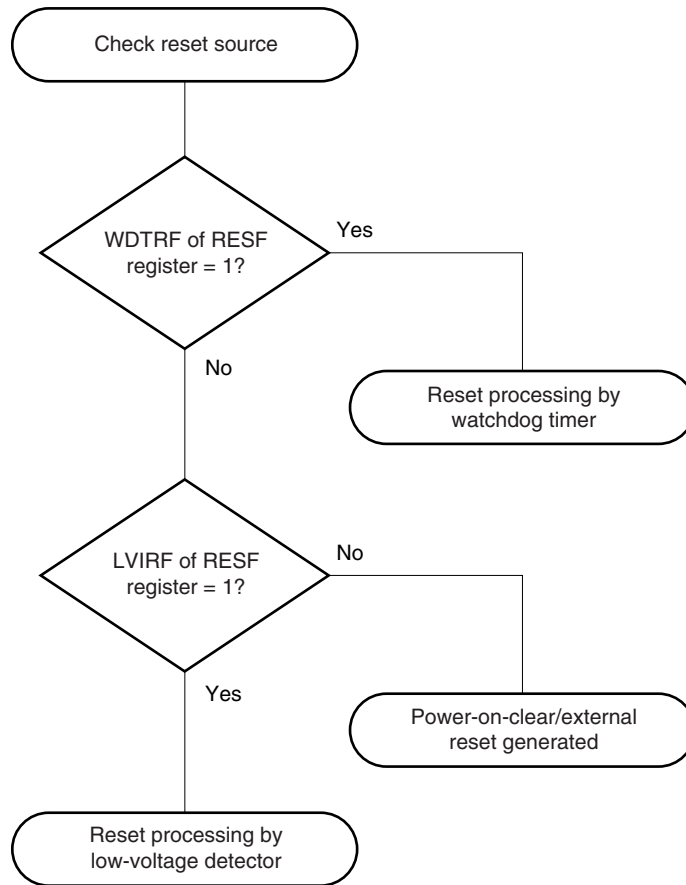 Check reset source
WDTRF of RESF
register = 1?
Yes
No
Reset processing by
watchdog timer
LVIRF of RESF
register = 1?
No
Yes
Power-on-clear/external
reset generated
Reset processing by
low-voltage detector